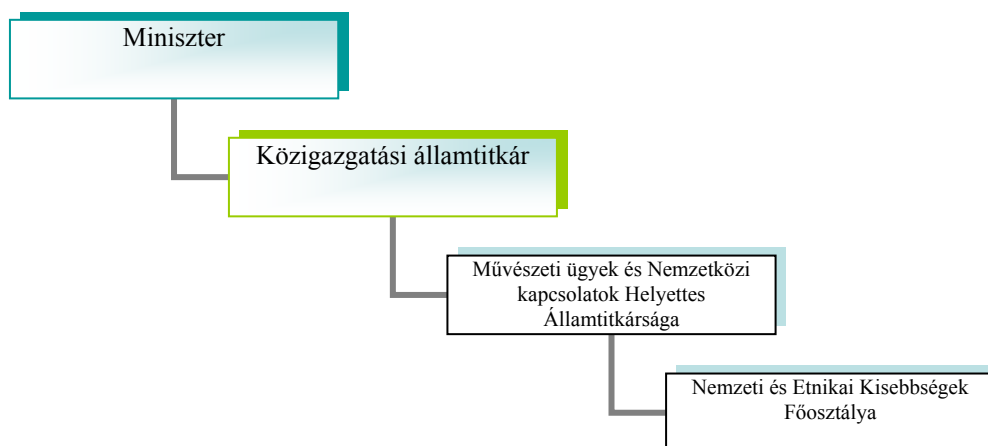 Miniszter
Közigazgatási államtitkár
Művészeti ügyek és Nemzetközi
kapcsolatok Helyettes
Államtitkársága
Nemzeti és Etnikai Kisebbségek
Főosztálya